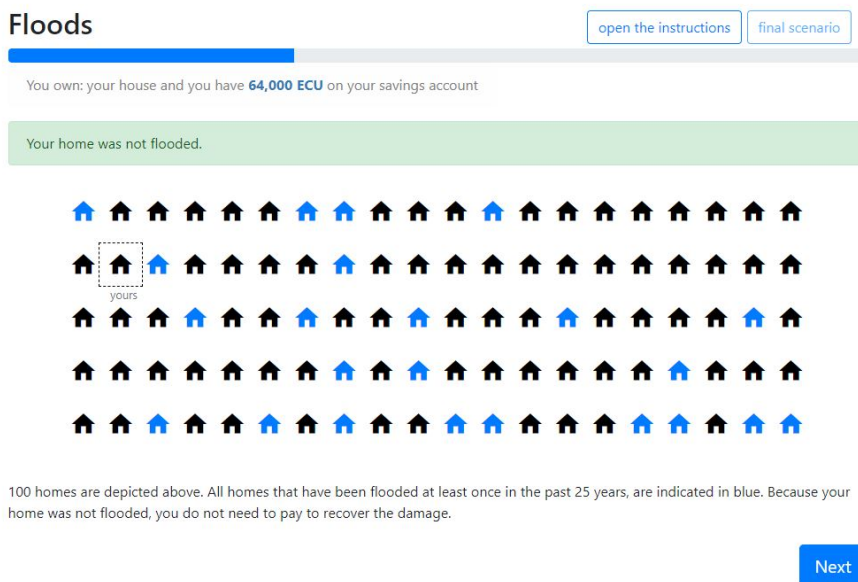 Floods
open the instructions
final scenario
You own: your house and you have 64,000 ECU on your savings account
Your home was not flooded.
yours
100 homes are depicted above. All homes that have been flooded at least once in the past 25 years, are indicated in blue. Because your
home was not flooded, you do not need to pay to recover the damage.
Next